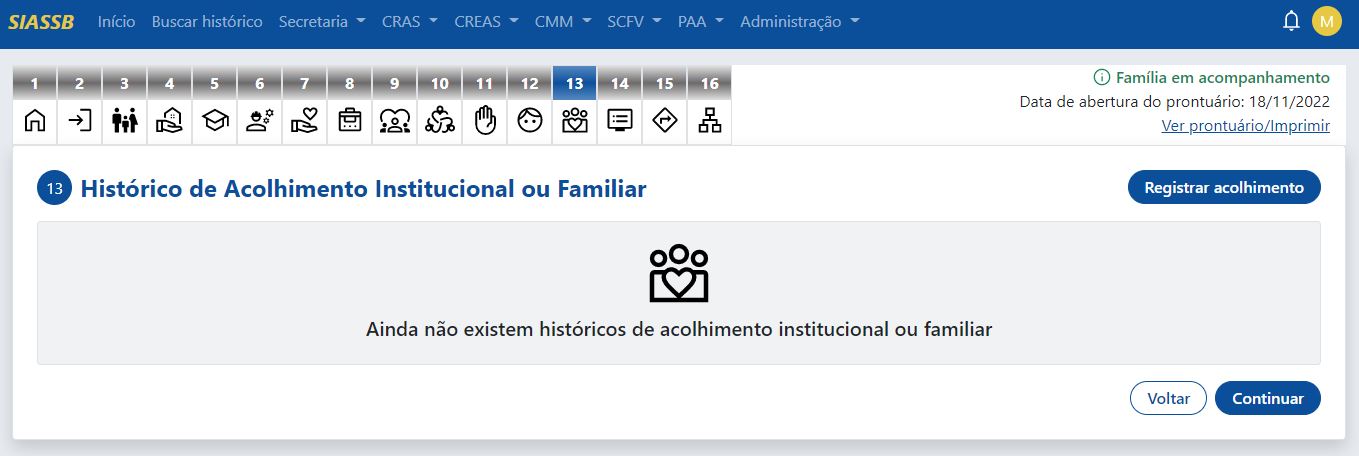 SIASSB Início Buscar histórico Secretaria CRAS CREAS CMM SCFV PAA Administração M
1 2 3 4 5 6 7 8 9 10 11 12 13 14 15 16
Família em acompanhamento
Data de abertura do prontuário: 18/11/2022
Ver prontuário/Imprimir
13 Histórico de Acolhimento Institucional ou Familiar
Registrar acolhimento
Ainda não existem históricos de acolhimento institucional ou familiar
Voltar Continuar